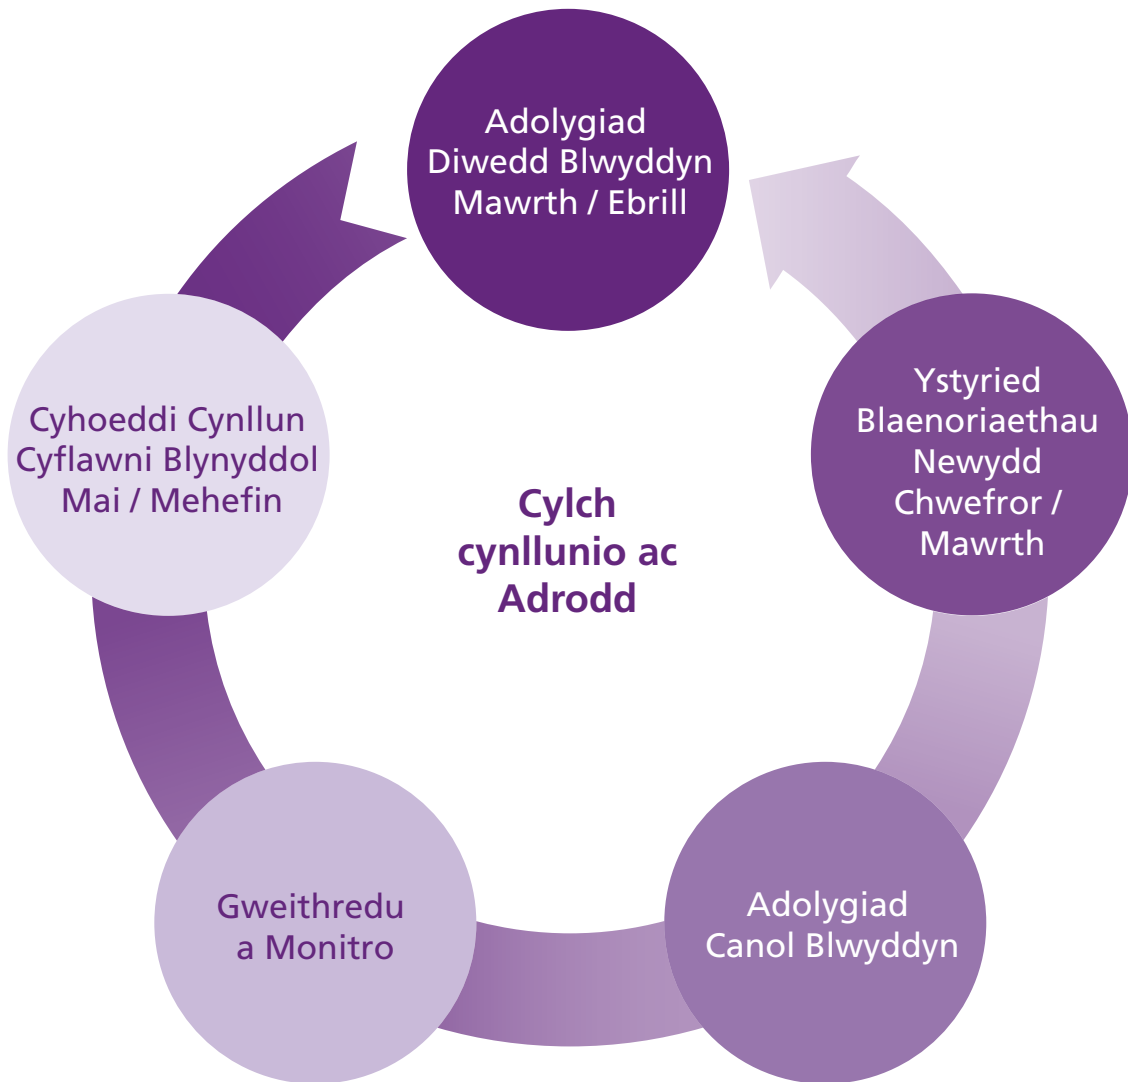 Adolygiad
Diwedd Blwyddyn
Mawrth / Ebrill
Ystyried
Blaenoriaethau
Newydd
Chwefror /
Mawrth
Cyhoeddi Cynllun
Cyflawni Blynyddol
Mai / Mehefin
Cylch
cynllunio ac
Adrodd
Gweithredu
a Monitro
Adolygiad
Canol Blwyddyn